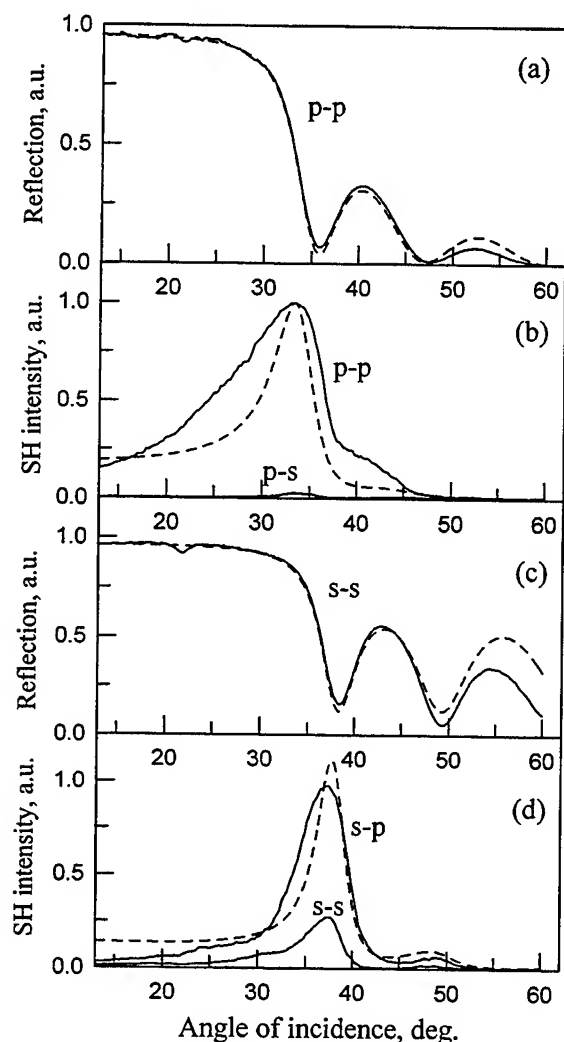 1.0
(a)
p-p
0.5
Reflection, a.u.
0.0
20 30 40 50 60
1.0
(b)
p-p
0.5
SH intensity, a.u.
p-s
0.0
20 30 40 50 60
1.0
(c)
s-s
0.5
Reflection, a.u.
0.0
20 30 40 50 60
1.0
(d)
s-p
0.5
SH intensity, a.u.
s-s
0.0
20 30 40 50 60
Angle of incidence, deg.